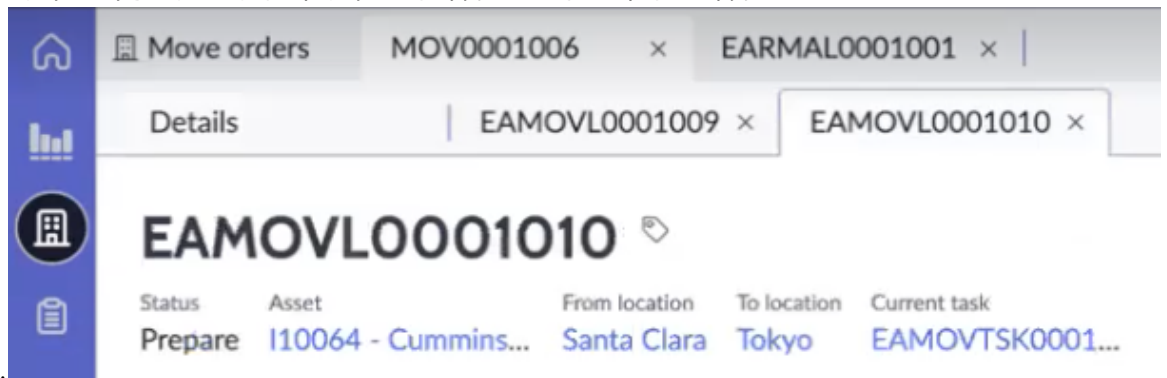 Move orders MOV0001006 × EARMAL0001001 ×
Details EAMOVL0001009 × EAMOVL0001010 ×
EAMOVL0001010
Status Asset From location To location Current task
Prepare I10064 - Cummins... Santa Clara Tokyo EAMOVTSK0001...